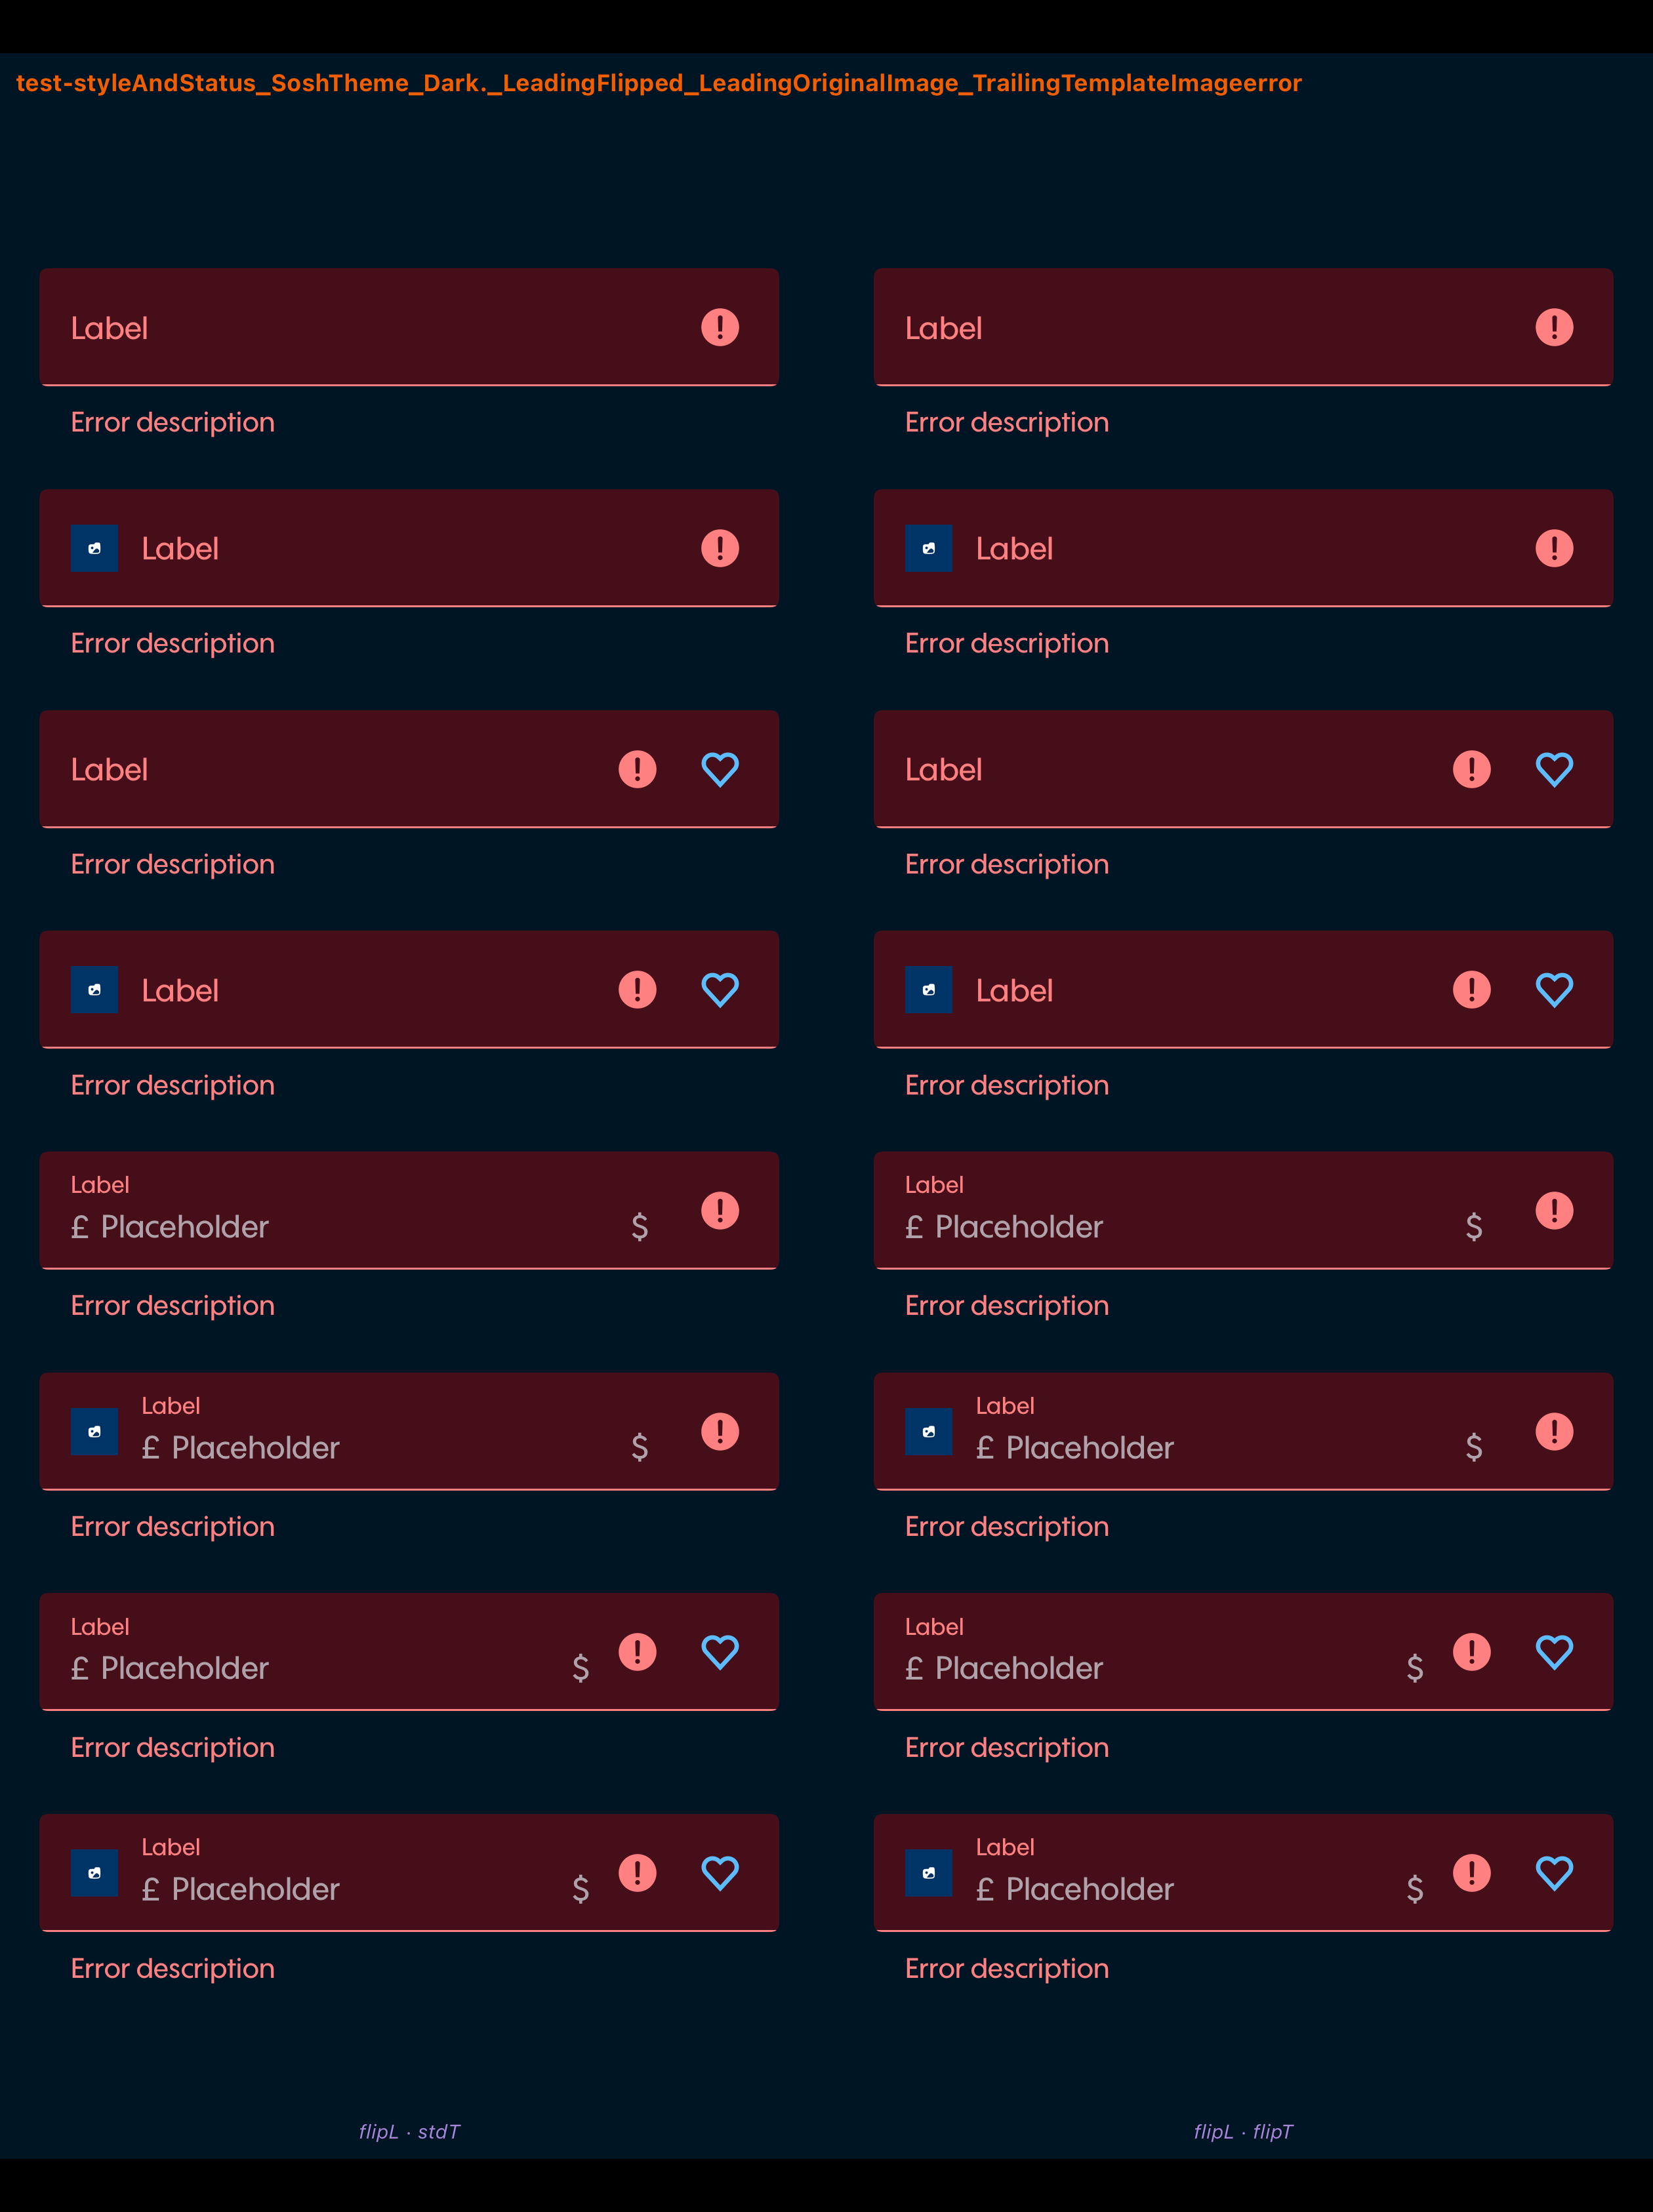 test-styleAndStatus_SoshTheme_Dark._LeadingFlipped_LeadingOriginalImage_TrailingTemplateImageerror
Label
Error description
Label
Error description
Label
Error description
Label
Error description
Label
£ Placeholder $
Error description
Label
£ Placeholder $
Error description
Label
£ Placeholder $
Error description
Label
£ Placeholder $
Error description
flipL · stdT
Label
Error description
Label
Error description
Label
Error description
Label
Error description
Label
£ Placeholder $
Error description
Label
£ Placeholder $
Error description
Label
£ Placeholder $
Error description
Label
£ Placeholder $
Error description
flipL · flipT